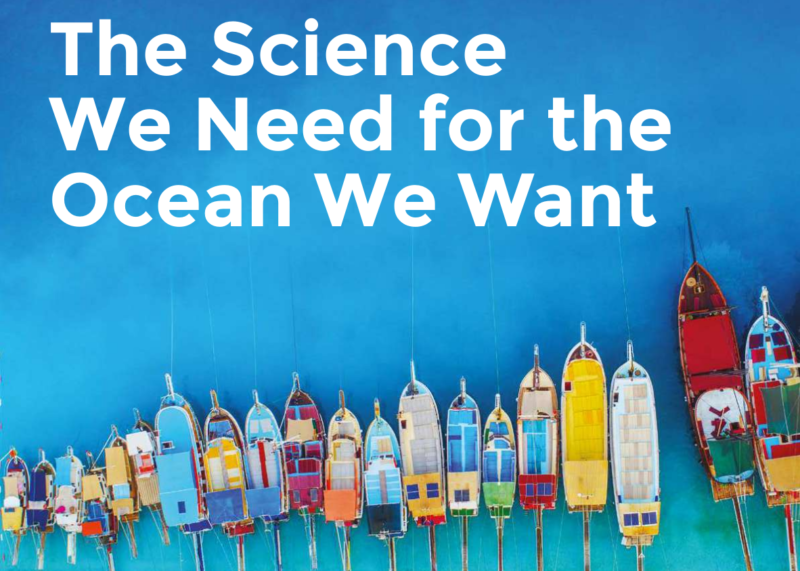 The Science
We Need for the
Ocean We Want